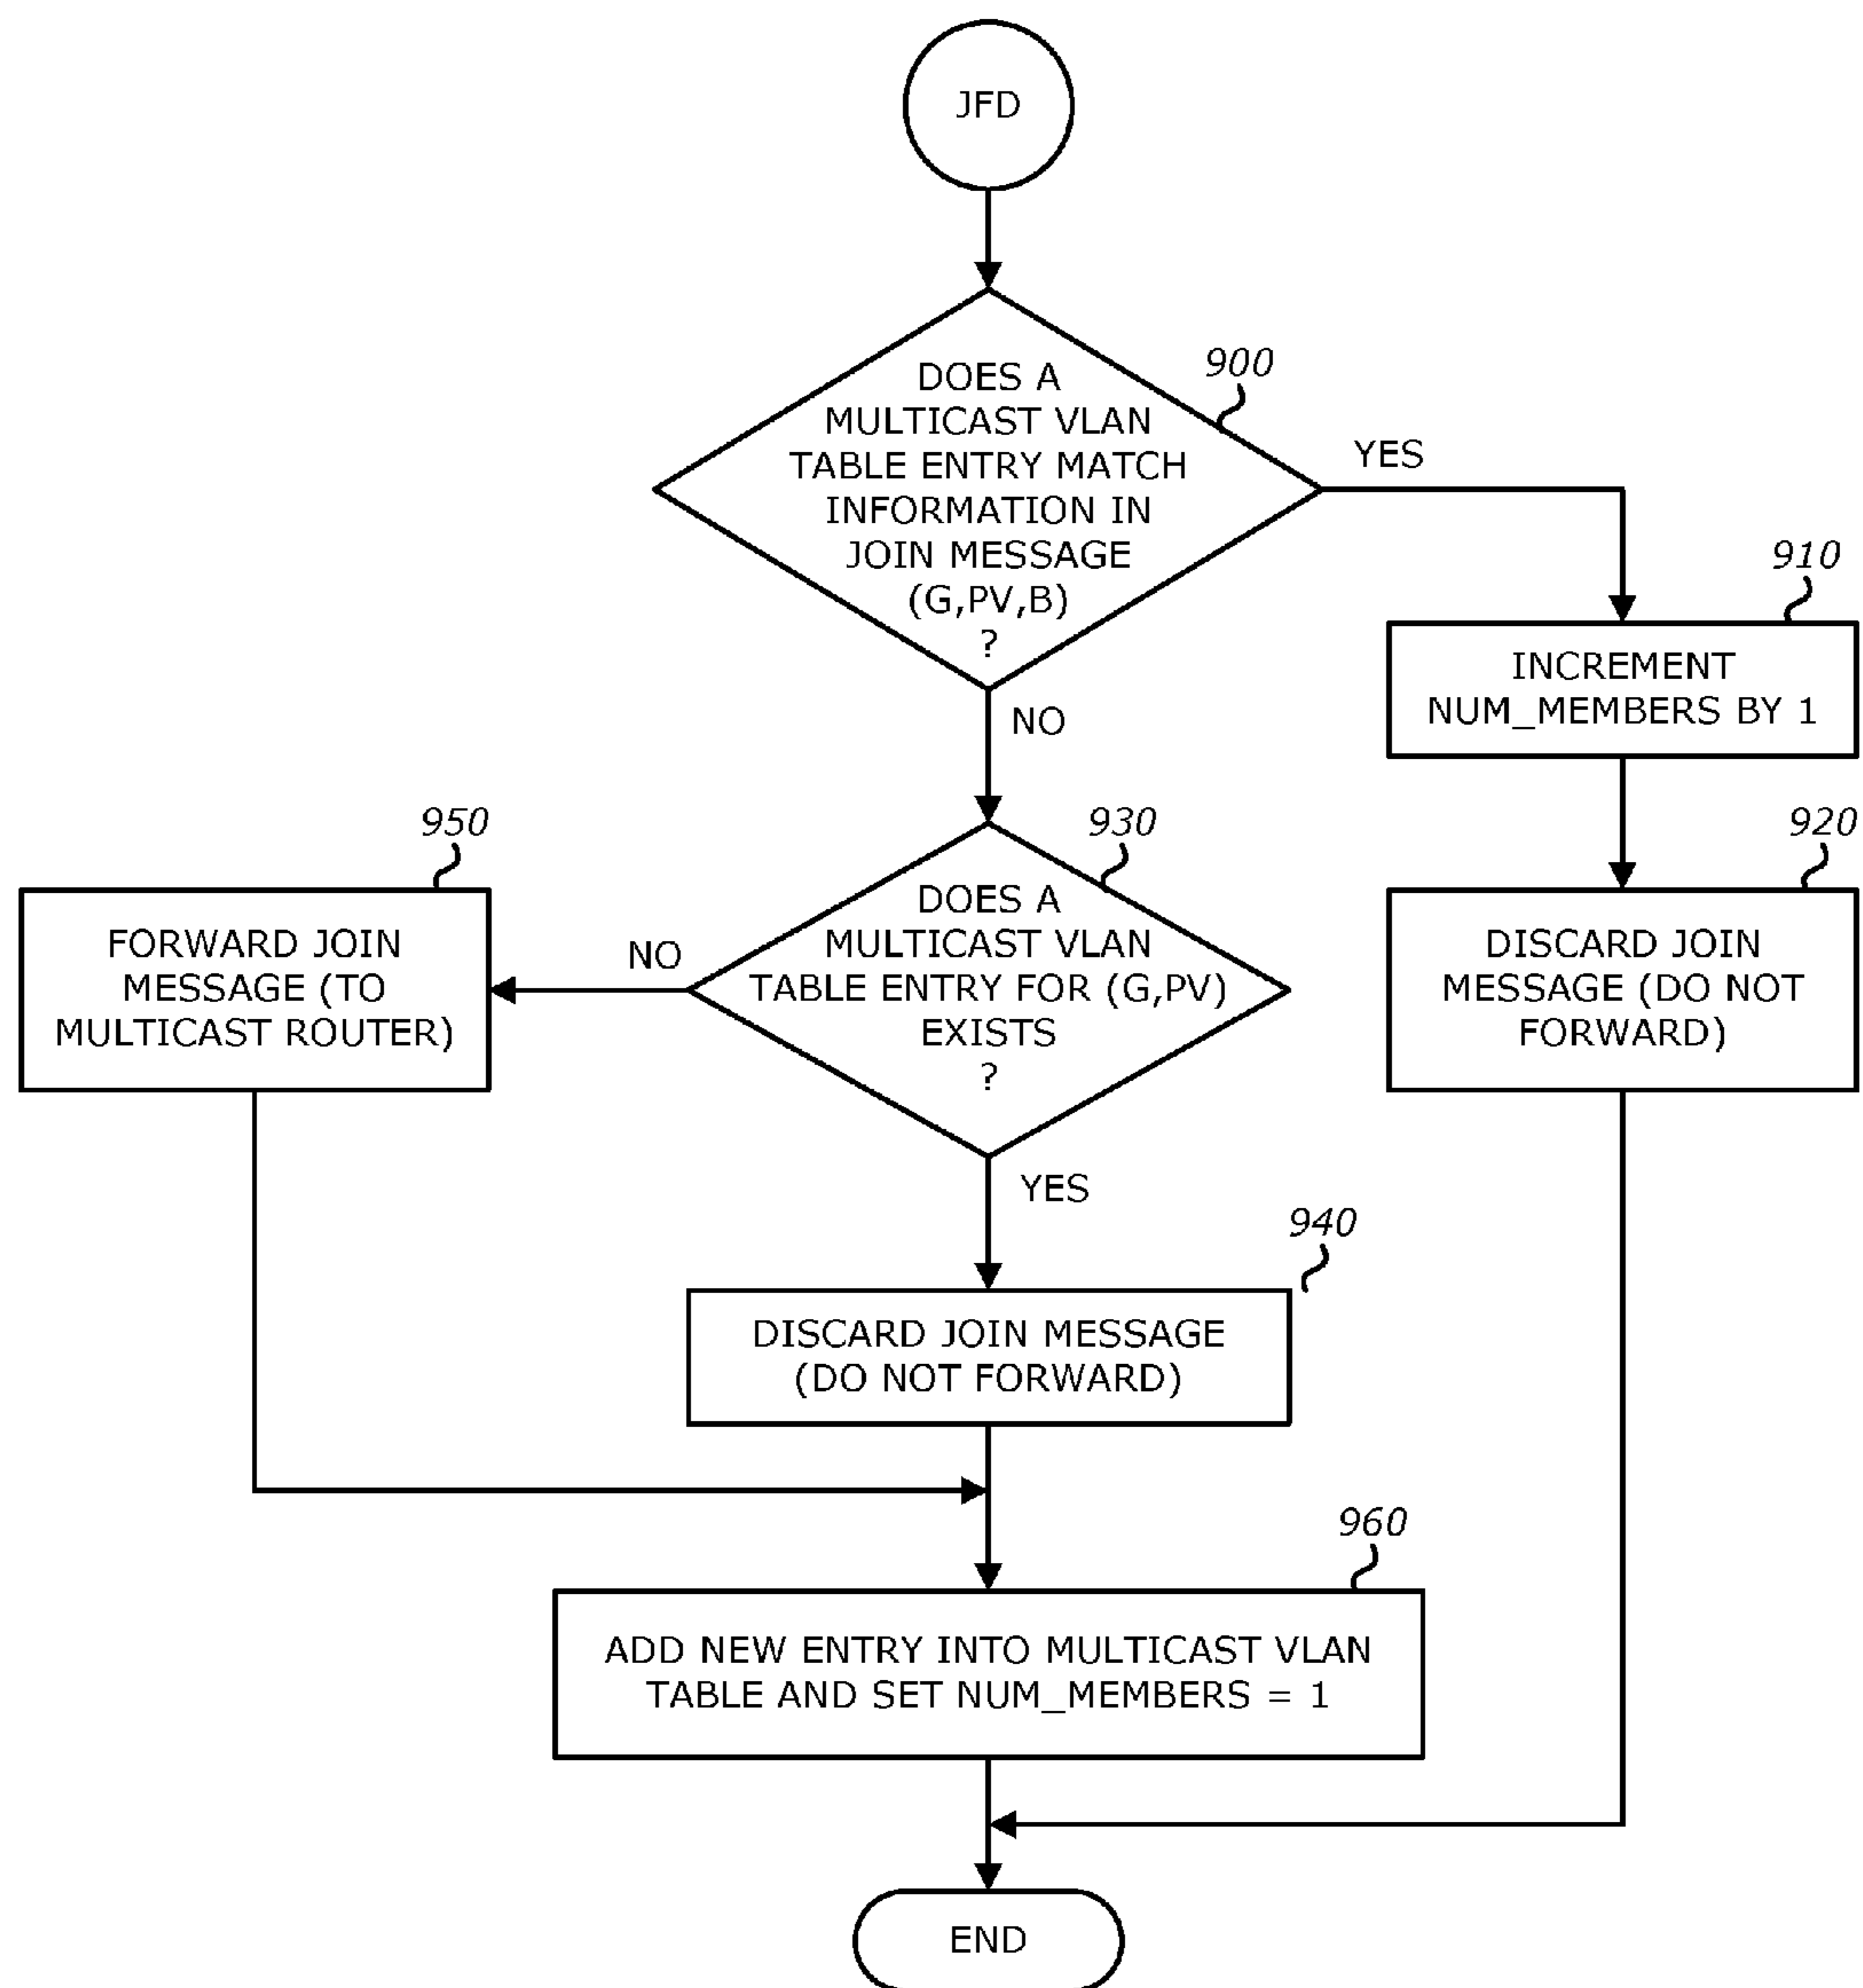 JFD
900
DOES A
MULTICAST VLAN
TABLE ENTRY MATCH
INFORMATION IN
JOIN MESSAGE
(G,PV,B)
?
YES
NO
910
INCREMENT
NUM_MEMBERS BY 1
920
DISCARD JOIN
MESSAGE (DO NOT
FORWARD)
930
DOES A
MULTICAST VLAN
TABLE ENTRY FOR (G,PV)
EXISTS
?
NO
YES
950
FORWARD JOIN
MESSAGE (TO
MULTICAST ROUTER)
940
DISCARD JOIN MESSAGE
(DO NOT FORWARD)
960
ADD NEW ENTRY INTO MULTICAST VLAN
TABLE AND SET NUM_MEMBERS = 1
END